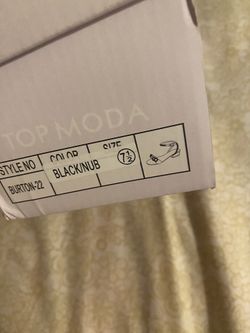 TOP MODA
STYLE NO COLOR SIZE
BURTON-22 BLACK/NUB 7½